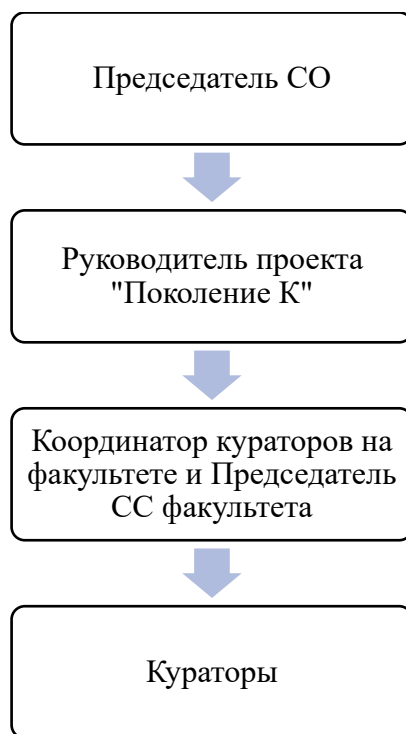 Председатель СО
Руководитель проекта
"Поколение К"
Координатор кураторов на
факультете и Председатель
СС факультета
Кураторы